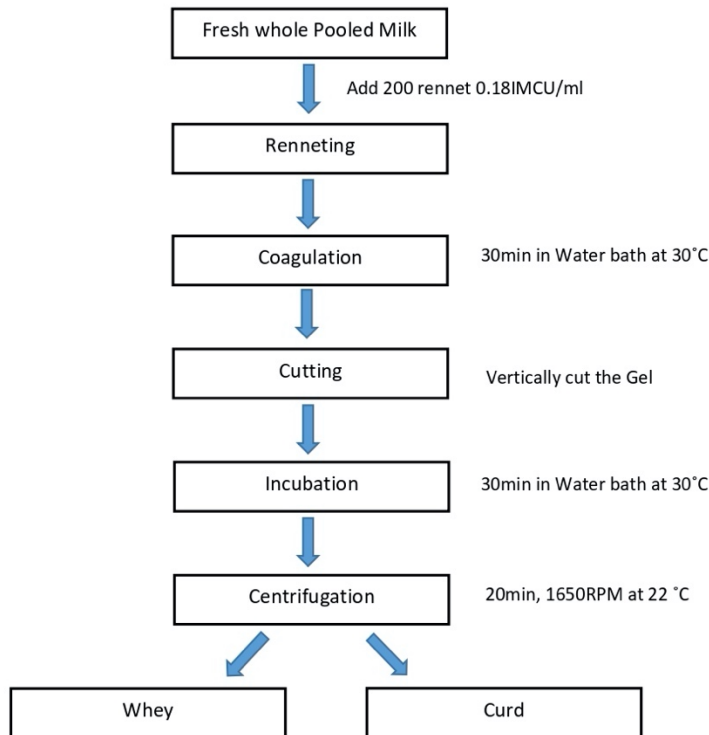 Fresh whole Pooled Milk
Add 200 rennet 0.18IMCU/ml
Renneting
Coagulation
30min in Water bath at 30˚C
Cutting
Vertically cut the Gel
Incubation
30min in Water bath at 30˚C
Centrifugation
20min, 1650RPM at 22 ˚C
Whey
Curd